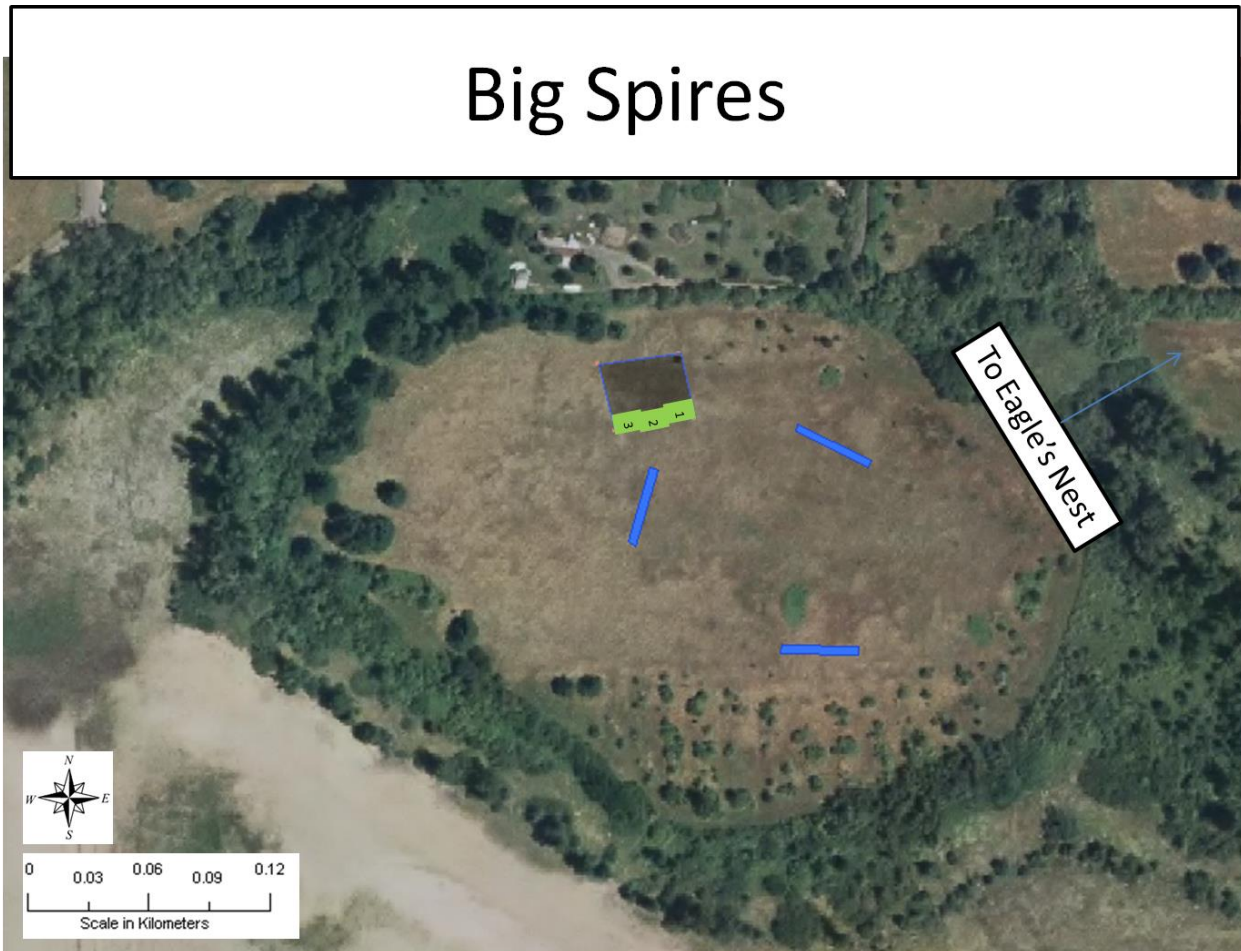 Big Spires
To Eagle's Nest
3 2 1
N
W E
S
0 0.03 0.06 0.09 0.12
Scale in Kilometers